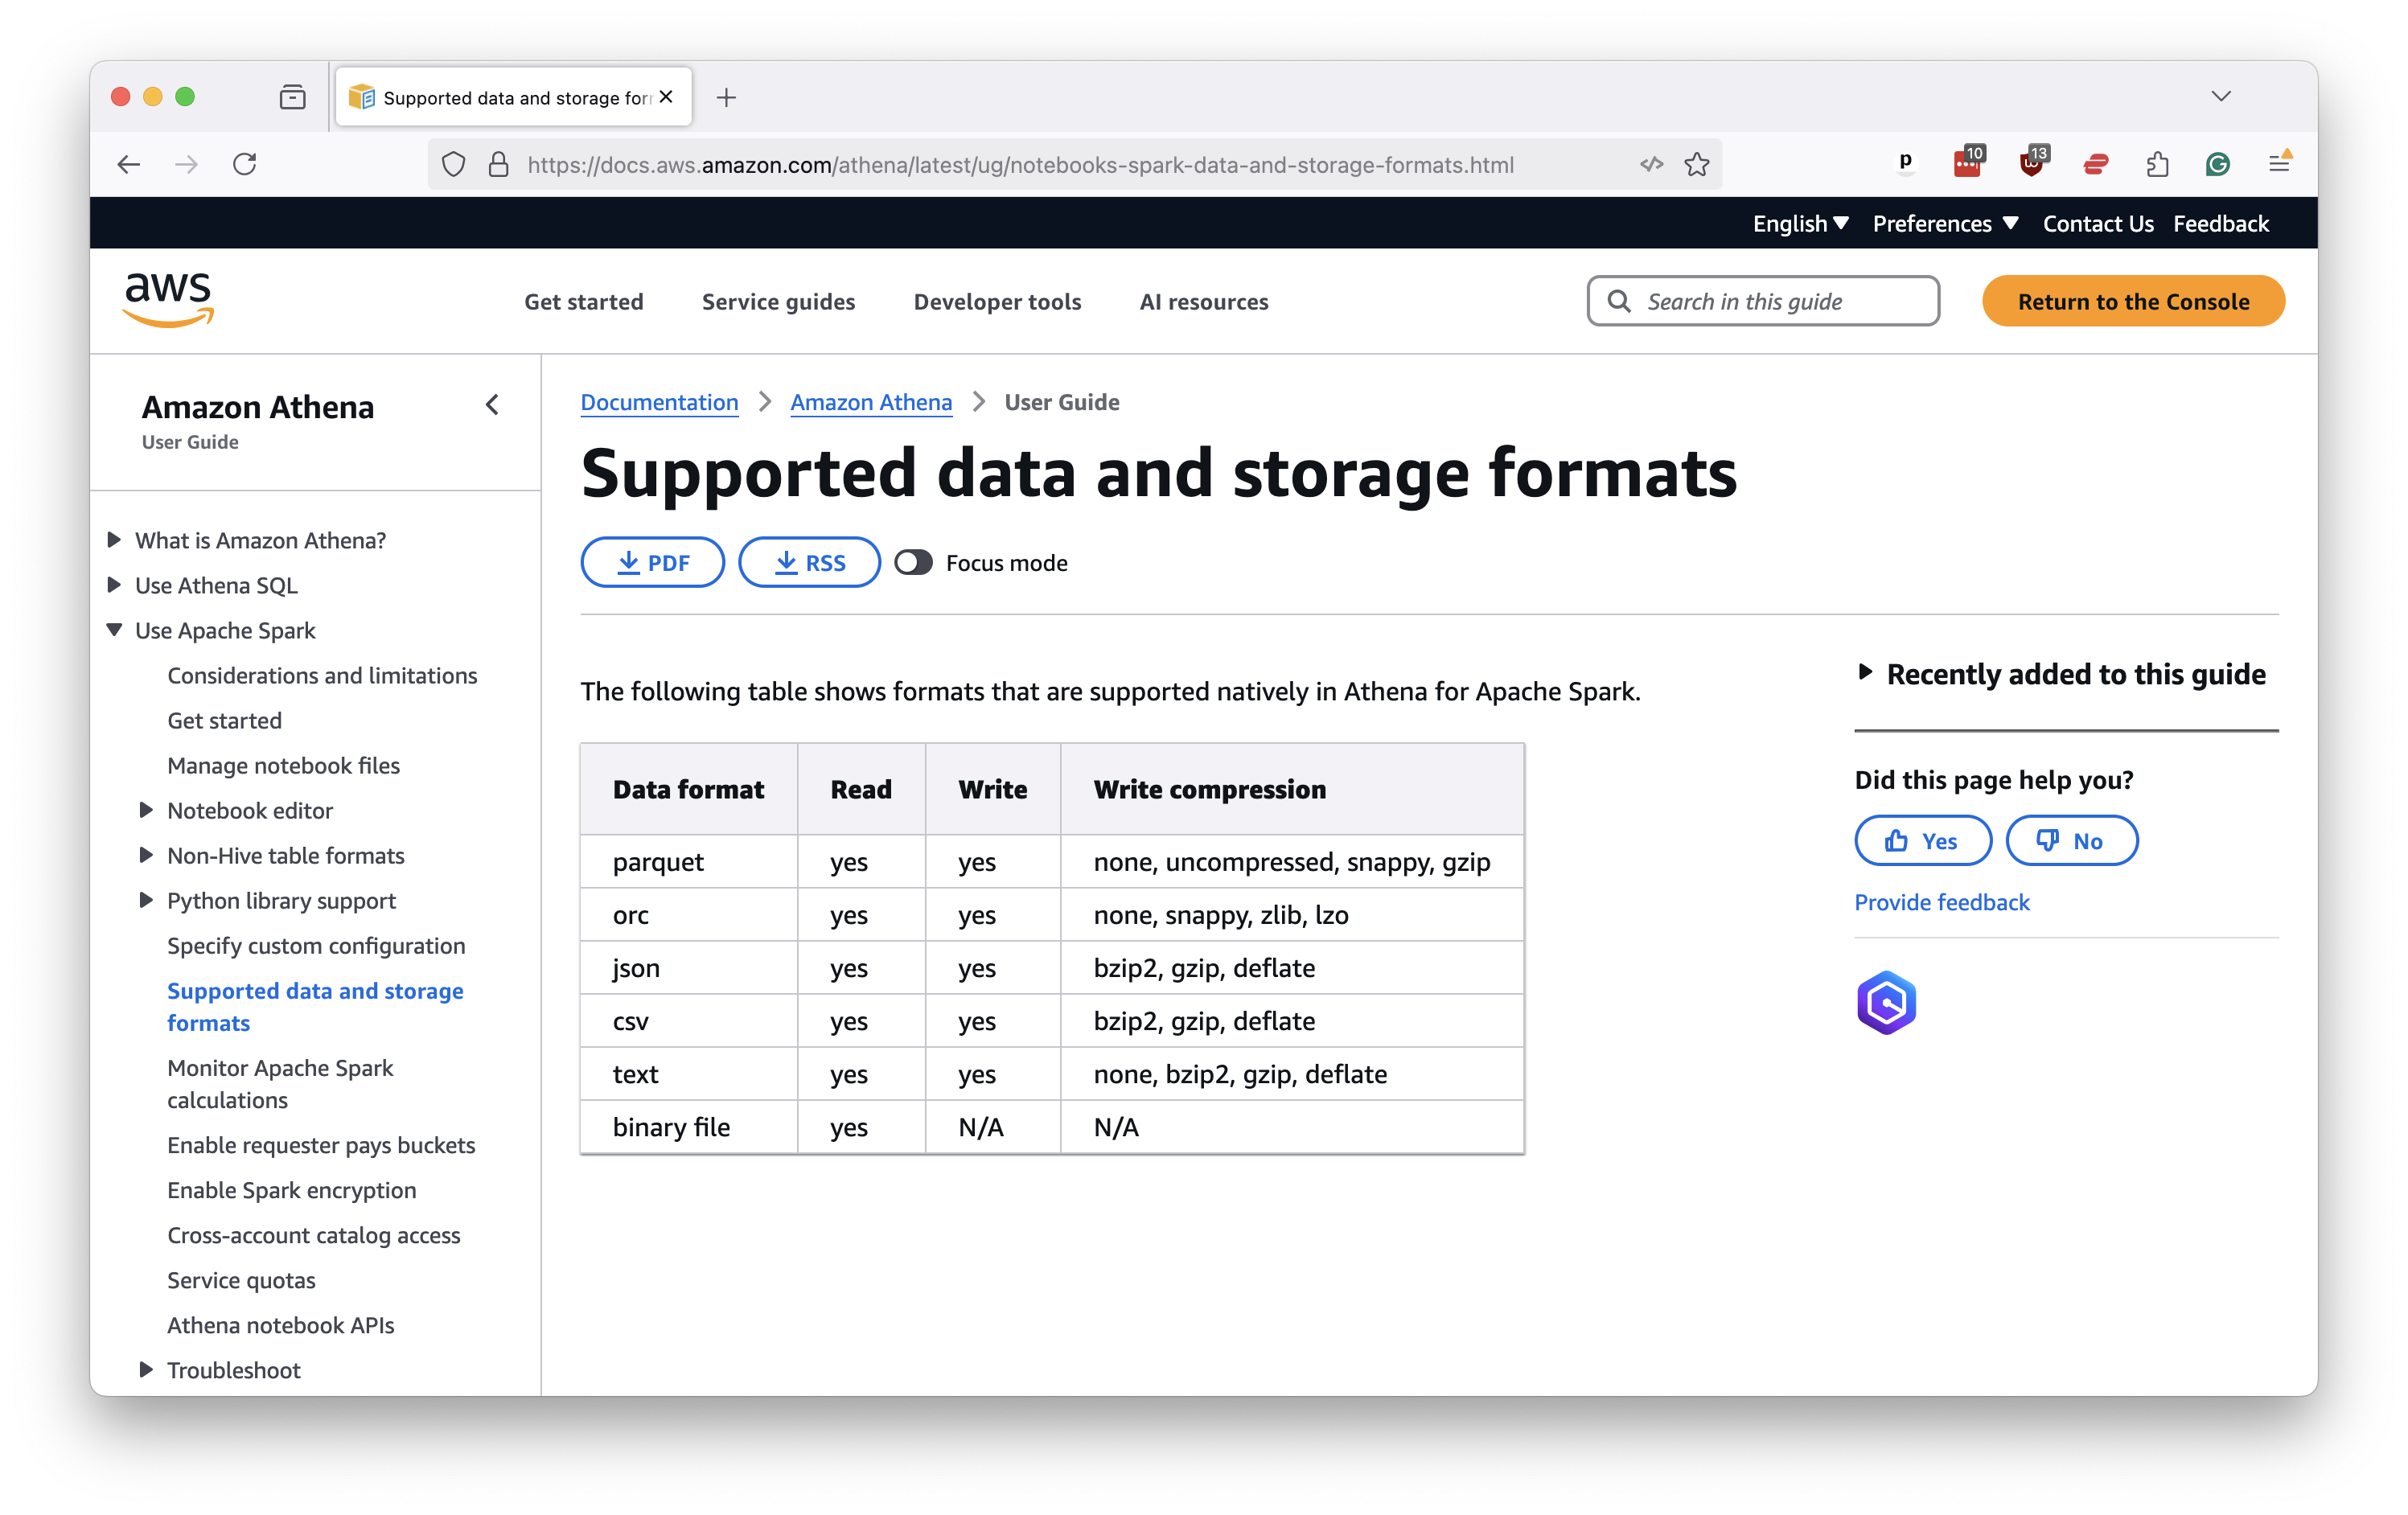 Supported data and storage for
https://docs.aws.amazon.com/athena/latest/ug/notebooks-spark-data-and-storage-formats.html
p
10
13
English Preferences Contact Us Feedback
aws
Get started Service guides Developer tools AI resources
Search in this guide
Return to the Console
Amazon Athena
User Guide
What is Amazon Athena?
Use Athena SQL
Use Apache Spark
Considerations and limitations
Get started
Manage notebook files
Notebook editor
Non-Hive table formats
Python library support
Specify custom configuration
Supported data and storage
formats
Monitor Apache Spark
calculations
Enable requester pays buckets
Enable Spark encryption
Cross-account catalog access
Service quotas
Athena notebook APIs
Troubleshoot
Documentation > Amazon Athena > User Guide
Supported data and storage formats
PDF RSS Focus mode
The following table shows formats that are supported natively in Athena for Apache Spark.
Data format Read Write Write compression
parquet yes yes none, uncompressed, snappy, gzip
orc yes yes none, snappy, zlib, lzo
json yes yes bzip2, gzip, deflate
csv yes yes bzip2, gzip, deflate
text yes yes none, bzip2, gzip, deflate
binary file yes N/A N/A
Recently added to this guide
Did this page help you?
Yes No
Provide feedback